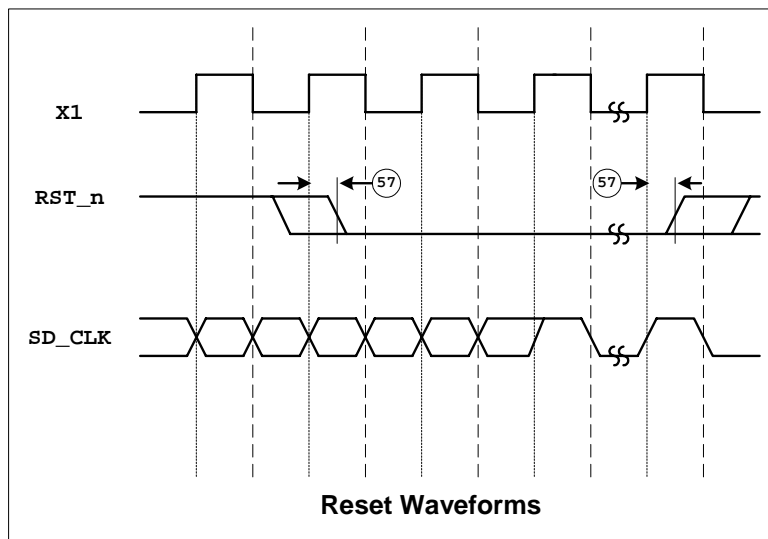 X1
57
57
RST_n
SD_CLK
Reset Waveforms